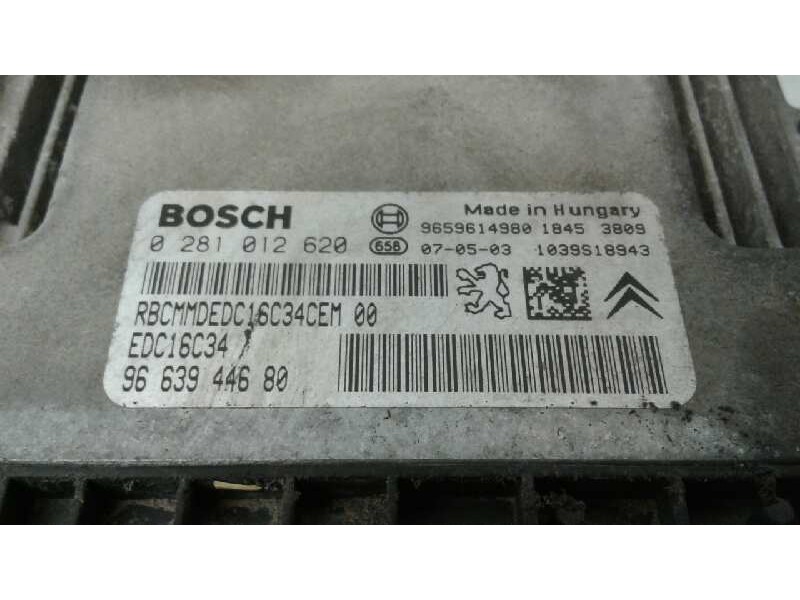 BOSCH
Made in Hungary
0 281 012 620
9659614980 1845 3809
656 07-05-03 1039S18943
RBCMMDEDC16C34CEM 00
EDC16C34
96 639 446 80